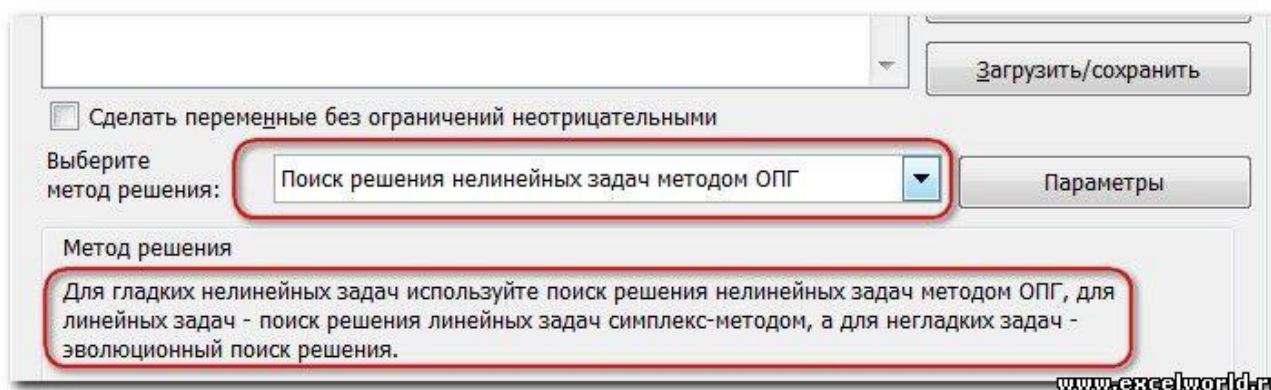 Загрузить/сохранить
Сделать переменные без ограничений неотрицательными
Выберите
метод решения:
Поиск решения нелинейных задач методом ОПГ
Параметры
Метод решения
Для гладких нелинейных задач используйте поиск решения нелинейных задач методом ОПГ, для
линейных задач - поиск решения линейных задач симплекс-методом, а для негладких задач -
эволюционный поиск решения.
www.excelworld.r